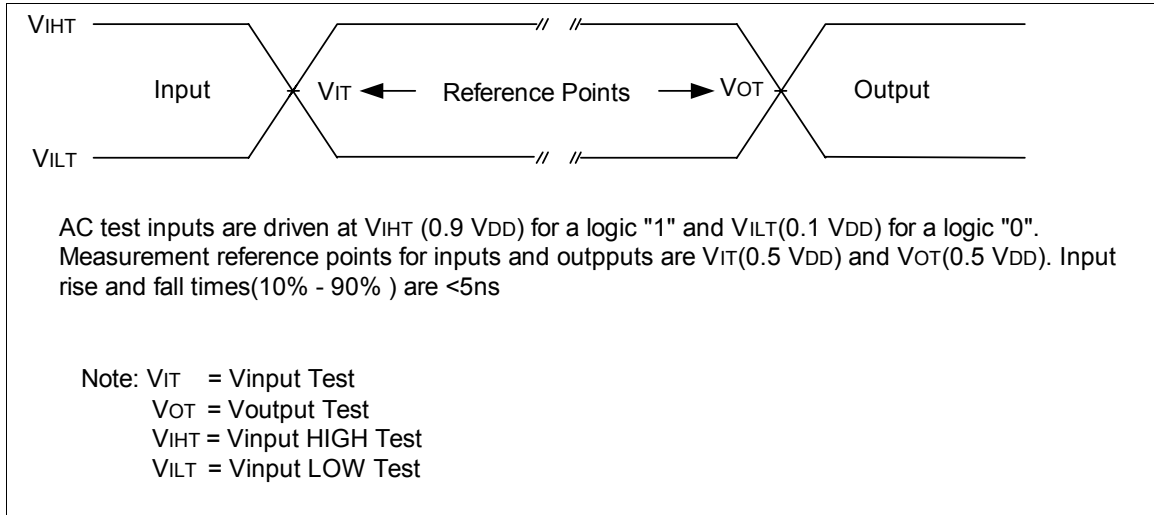 VIHT
Input VIT Reference Points VOT Output
VILT
AC test inputs are driven at VIHT (0.9 VDD) for a logic "1" and VILT(0.1 VDD) for a logic "0".
Measurement reference points for inputs and outpputs are VIT(0.5 VDD) and VOT(0.5 VDD). Input
rise and fall times(10% - 90% ) are <5ns
Note: VIT = Vinput Test
VOT = Voutput Test
VIHT = Vinput HIGH Test
VILT = Vinput LOW Test